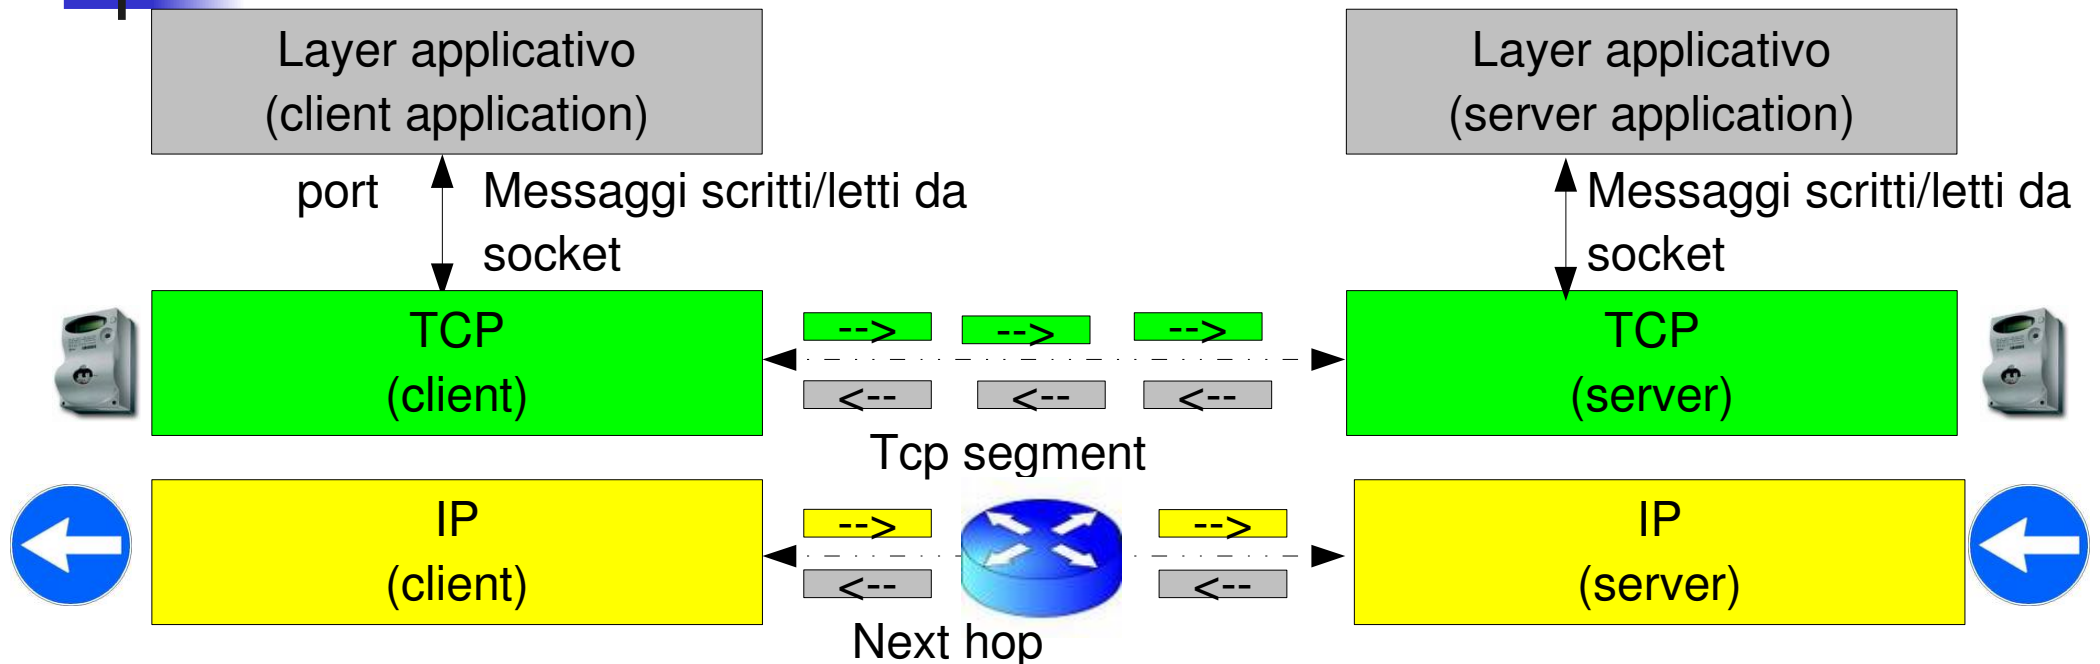 Layer applicativo
(client application)
Layer applicativo
(server application)
port
Messaggi scritti/letti da
socket
Messaggi scritti/letti da
socket
TCP
(client)
--> --> -->
<-- <-- <--
TCP
(server)
Tcp segment
IP
(client)
--> -->
<-- <--
IP
(server)
Next hop